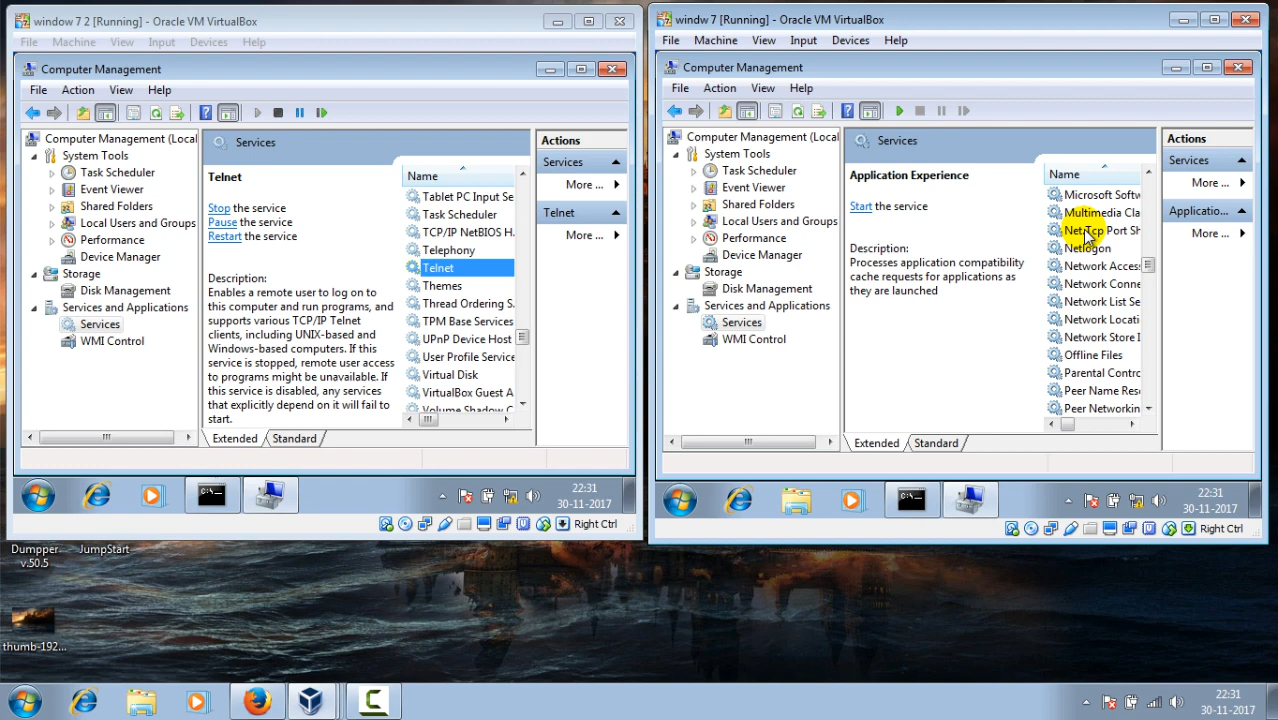 window 7 2 [Running] - Oracle VM VirtualBox
File Machine View Input Devices Help
Computer Management
File Action View Help
Computer Management (Local
System Tools
Task Scheduler
Event Viewer
Shared Folders
Local Users and Groups
Performance
Device Manager
Storage
Disk Management
Services and Applications
Services
WMI Control
Services
Telnet
Stop the service
Pause the service
Restart the service
Description:
Enables a remote user to log on to
this computer and run programs, and
supports various TCP/IP Telnet
clients, including UNIX-based and
Windows-based computers. If this
service is stopped, remote user access
to programs might be unavailable. If
this service is disabled, any services
that explicitly depend on it will fail to
start.
Name
Tablet PC Input Se
Task Scheduler
TCP/IP NetBIOS H
Telephony
Telnet
Themes
Thread Ordering S
TPM Base Services
UPnP Device Host
User Profile Service
Virtual Disk
VirtualBox Guest A
Volume Shadow C
Extended Standard
Actions
Services
More ...
Telnet
More ...
22:31
30-11-2017
Right Ctrl
windw 7 [Running] - Oracle VM VirtualBox
File Machine View Input Devices Help
Computer Management
File Action View Help
Computer Management (Local
System Tools
Task Scheduler
Event Viewer
Shared Folders
Local Users and Groups
Performance
Device Manager
Storage
Disk Management
Services and Applications
Services
WMI Control
Services
Application Experience
Start the service
Description:
Processes application compatibility
cache requests for applications as
they are launched
Name
Microsoft Softw
Multimedia Cla
Net.Tcp Port Sh
Netlogon
Network Access
Network Conne
Network List Se
Network Locati
Network Store I
Offline Files
Parental Contro
Peer Name Res
Peer Networkin
Extended Standard
Actions
Services
More ...
Applicatio...
More ...
22:31
30-11-2017
Right Ctrl
Dumpper
v.50.5
JumpStart
thumb-192...
22:31
30-11-2017